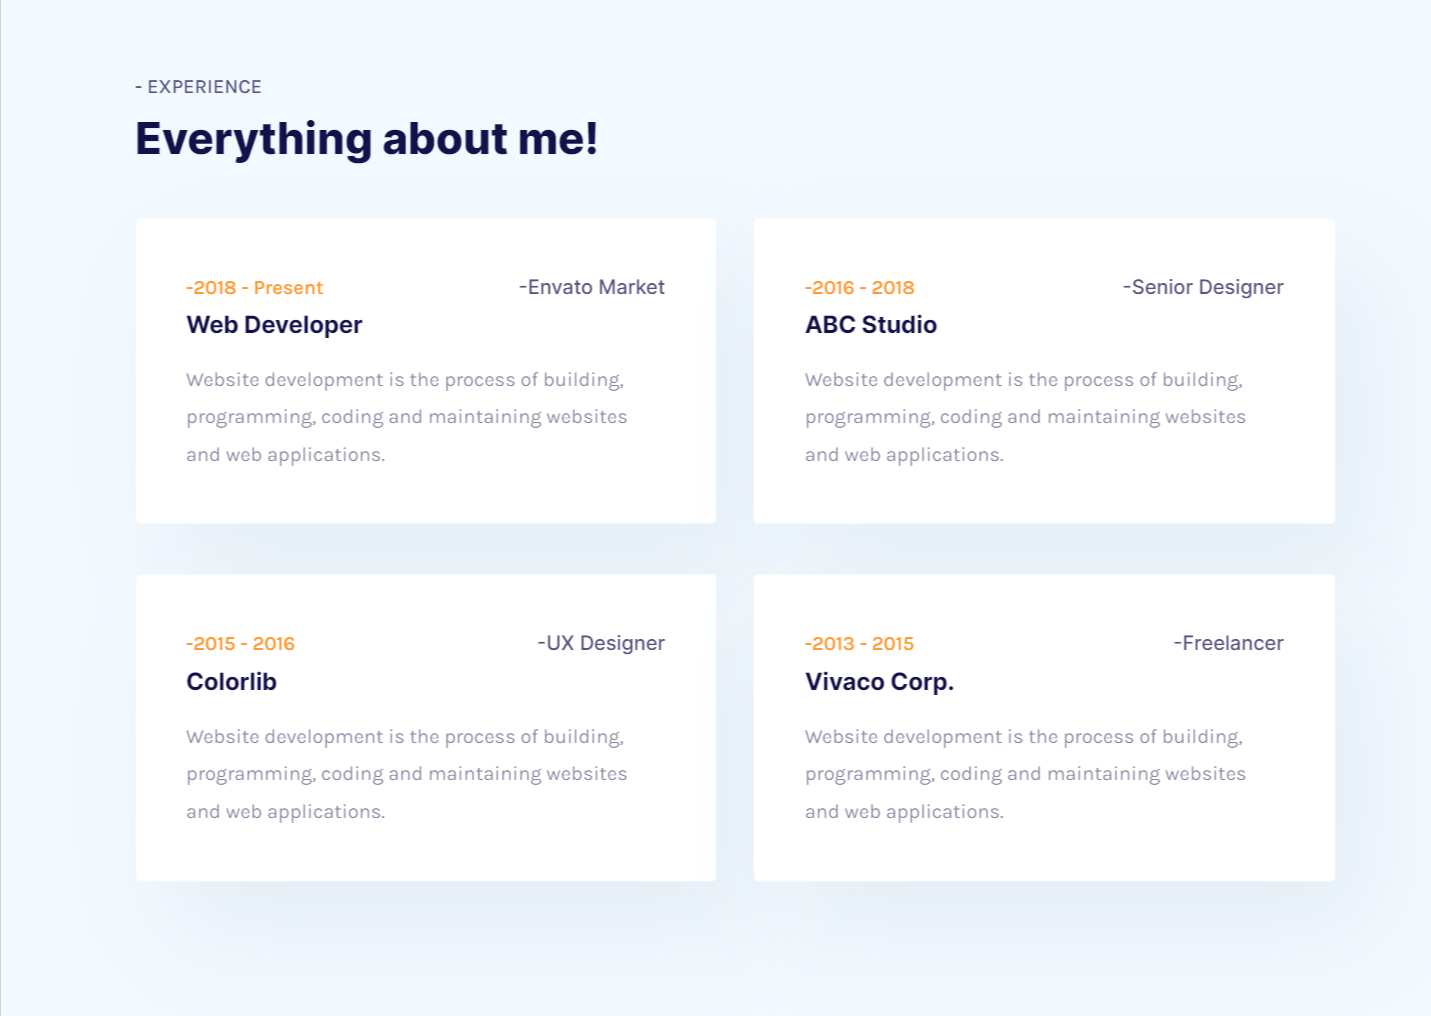 - EXPERIENCE
Everything about me!
-2018 - Present
-Envato Market
Web Developer
Website development is the process of building,
programming, coding and maintaining websites
and web applications.
-2016 - 2018
-Senior Designer
ABC Studio
Website development is the process of building,
programming, coding and maintaining websites
and web applications.
-2015 - 2016
-UX Designer
Colorlib
Website development is the process of building,
programming, coding and maintaining websites
and web applications.
-2013 - 2015
-Freelancer
Vivaco Corp.
Website development is the process of building,
programming, coding and maintaining websites
and web applications.